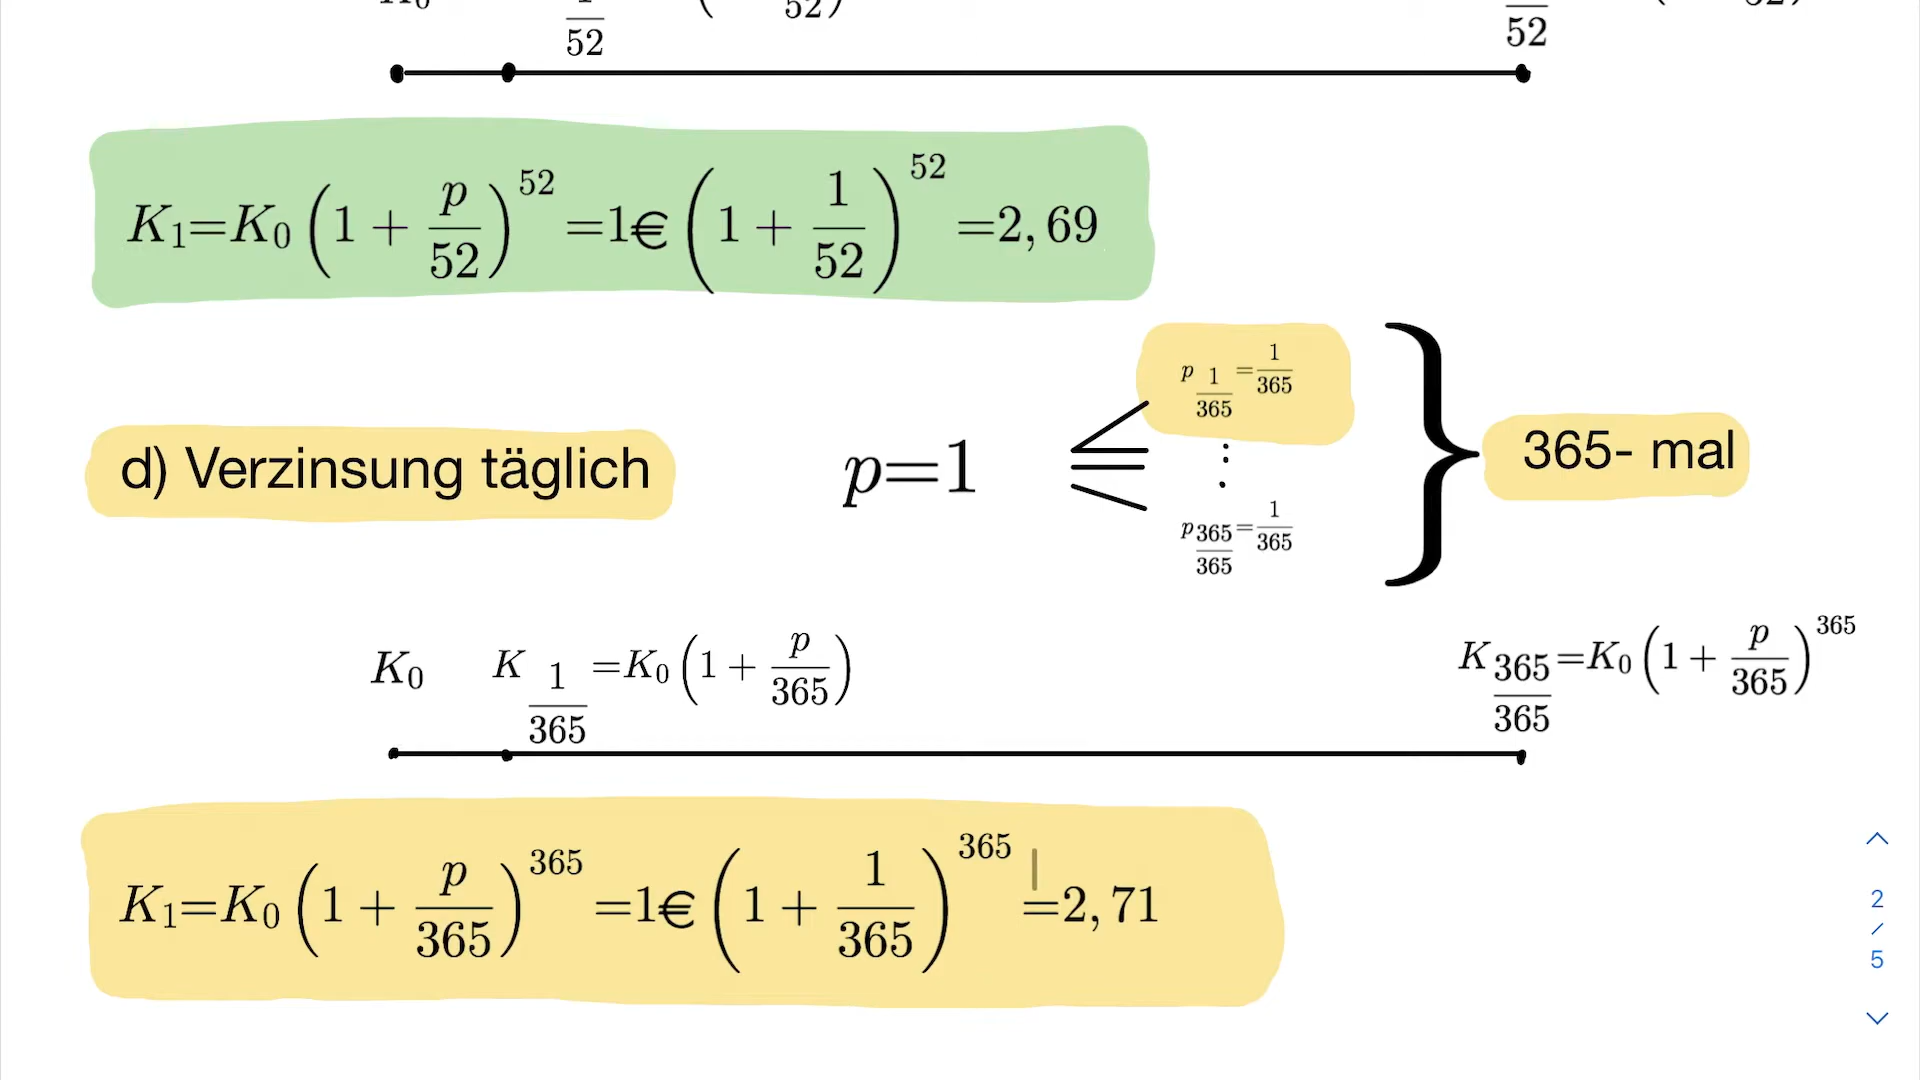 K₀ 1/52 52) 52
K₁=K₀(1 + p/52)⁵² =1€(1 + 1/52)⁵² =2, 69
p_{1/365}=1/365
⋮
d) Verzinsung täglich p=1 365- mal
p_{365/365}=1/365
K₀ K_{1/365}=K₀(1 + p/365) K_{365/365}=K₀(1 + p/365)³⁶⁵
K₁=K₀(1 + p/365)³⁶⁵ =1€(1 + 1/365)³⁶⁵ =2, 71
2
/
5